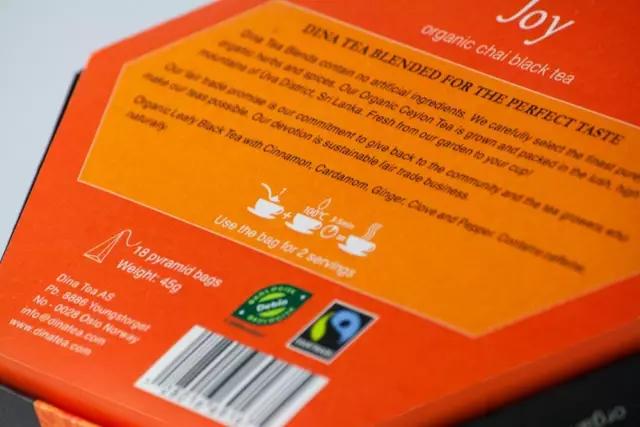 Joy
organic chai black tea
DINA TEA BLENDED FOR THE PERFECT TASTE
Dina Tea Blends contain no artificial ingredients. We carefully select the finest
organic herbs and spices. Our Organic Ceylon Tea is grown and packed in the lush, high
mountains of Uva District, Sri Lanka. Fresh from our garden to your cup!
Our fair trade promise is our commitment to give back to the community and the tea growers who
make our teas possible. Our devotion is sustainable fair trade business.
Organic Leafy Black Tea with Cinnamon, Cardamom, Ginger, Clove and Pepper. Contains caffeine,
naturally.
100°C
Use the bag for 2 servings
18 pyramid bags
Weight: 45g
Dina Tea AS
Pb. 8886 Youngstorget
No - 0028 Oslo Norway
info@dinatea.com
www.dinatea.com
Debio